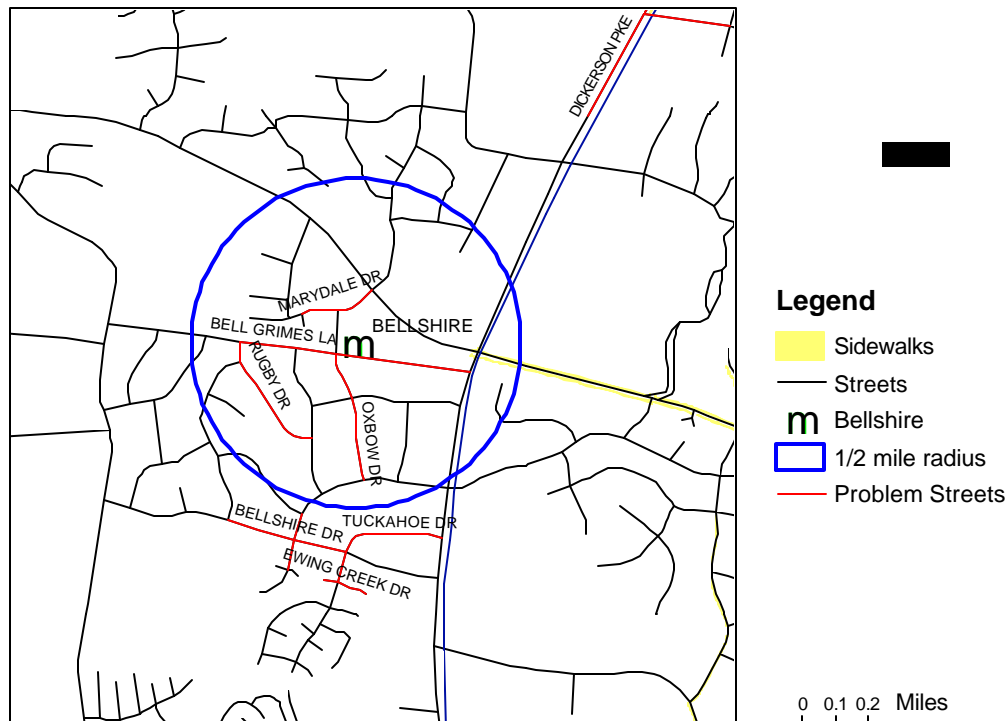 DICKERSON PKE
MARYDALE DR
BELL GRIMES LA
BELLSHIRE
m
RUGBY DR
OXBOW DR
BELLSHIRE DR
TUCKAHOE DR
EWING CREEK DR
Legend
Sidewalks
Streets
m Bellshire
1/2 mile radius
Problem Streets
0 0.1 0.2 Miles